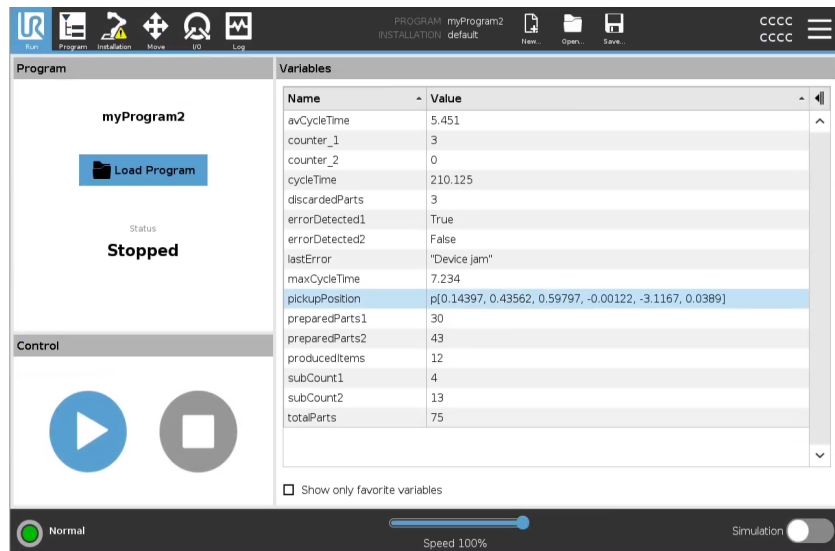 PROGRAM myProgram2
INSTALLATION default
UR
Run
Program
Installation
Move
I/O
Log
New...
Open...
Save...
CCCC
CCCC
Program
myProgram2
Load Program
Status
Stopped
Control
Variables
Name Value
avCycleTime 5.451
counter_1 3
counter_2 0
cycleTime 210.125
discardedParts 3
errorDetected1 True
errorDetected2 False
lastError "Device jam"
maxCycleTime 7.234
pickupPosition p[0.14397, 0.43562, 0.59797, -0.00122, -3.1167, 0.0389]
preparedParts1 30
preparedParts2 43
producedItems 12
subCount1 4
subCount2 13
totalParts 75
Show only favorite variables
Normal
Speed 100%
Simulation